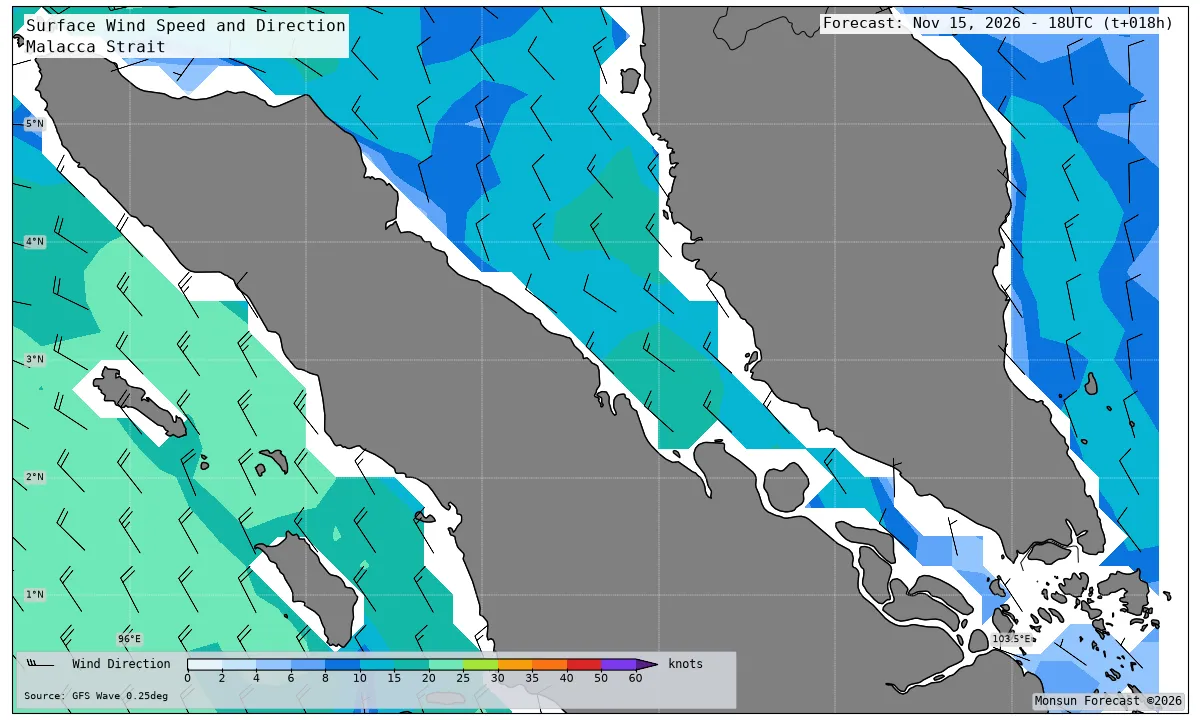 Surface Wind Speed and Direction
Malacca Strait
Forecast: Nov 15, 2026 - 18UTC (t+018h)
5°N
4°N
3°N
2°N
1°N
96°E
103.5°E
Wind Direction
0 2 4 6 8 10 15 20 25 30 35 40 50 60
knots
Source: GFS Wave 0.25deg
Monsun Forecast ©2026